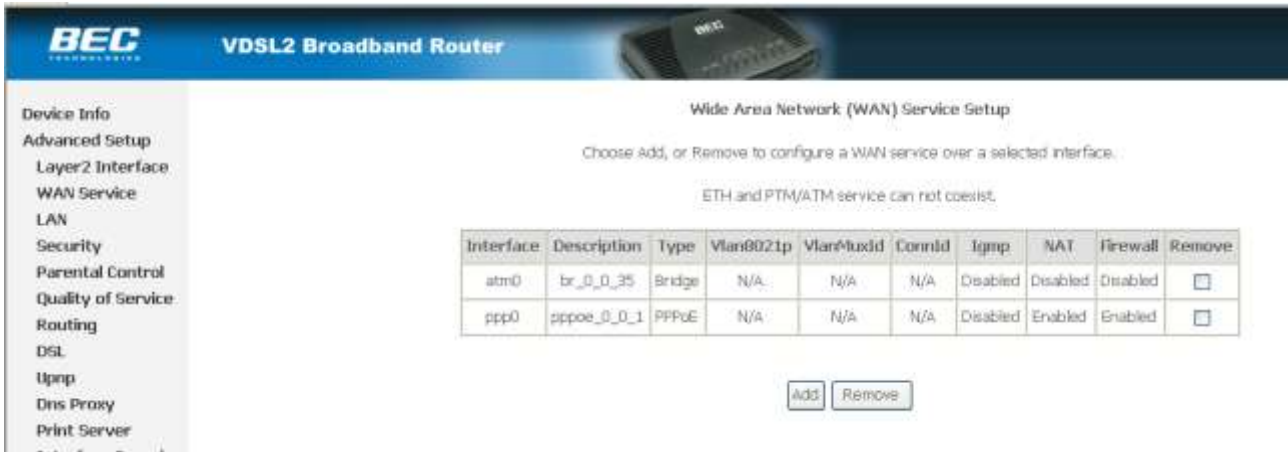 BEC
TECHNOLOGIES
VDSL2 Broadband Router
BEC
Device Info
Advanced Setup
Layer2 Interface
WAN Service
LAN
Security
Parental Control
Quality of Service
Routing
DSL
Upnp
Dns Proxy
Print Server
Wide Area Network (WAN) Service Setup
Choose Add, or Remove to configure a WAN service over a selected interface.
ETH and PTM/ATM service can not coexist.
Interface Description Type Vlan8021p VlanMuxId ConnId Igmp NAT Firewall Remove
atm0 br_0_0_35 Bridge N/A N/A N/A Disabled Disabled Disabled
ppp0 pppoe_0_0_1 PPPoE N/A N/A N/A Disabled Enabled Enabled
Add Remove